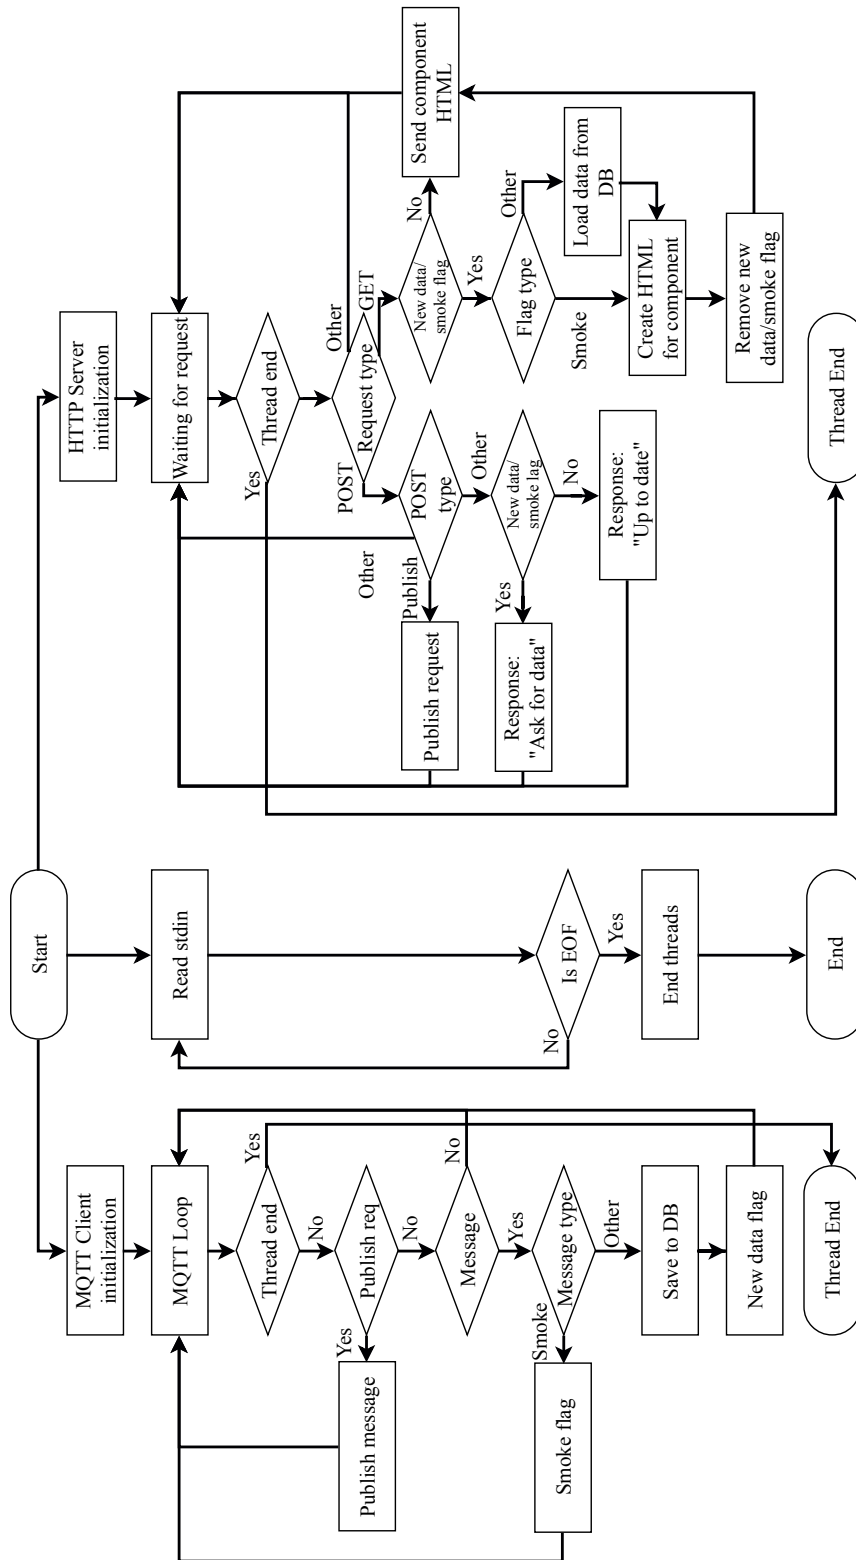 Start
MQTT Client
initialization
MQTT Loop
Thread end
Yes
No
Publish req
Yes
Publish message
No
Message
No
Yes
Message type
Smoke
Smoke flag
Other
Save to DB
New data flag
Thread End
Read stdin
Is EOF
No
Yes
End threads
End
HTTP Server
initialization
Waiting for request
Thread end
Yes
Request type
Other
POST
GET
POST
type
Other
Publish
Publish request
Other
New data/
smoke lag
Yes
Response:
"Ask for data"
No
Response:
"Up to date"
New data/
smoke flag
No
Send component
HTML
Yes
Flag type
Other
Load data from
DB
Smoke
Create HTML
for component
Remove new
data/smoke flag
Thread End